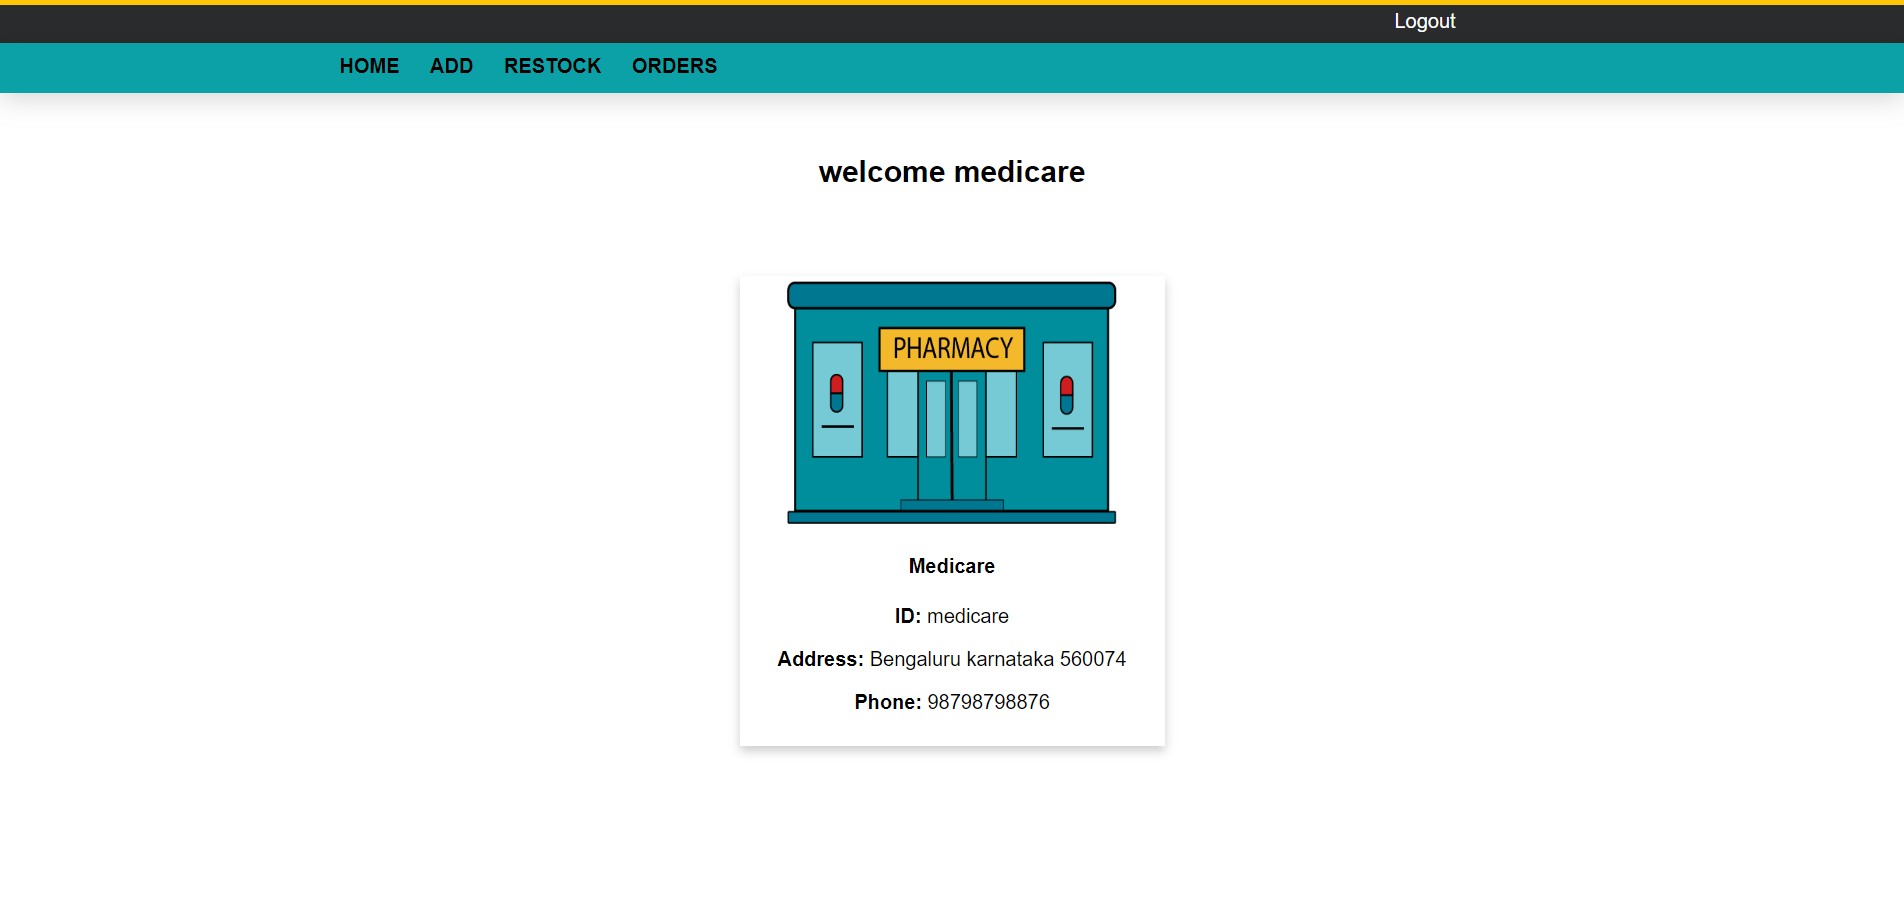 Logout
HOME ADD RESTOCK ORDERS
welcome medicare
PHARMACY
Medicare
ID: medicare
Address: Bengaluru karnataka 560074
Phone: 98798798876